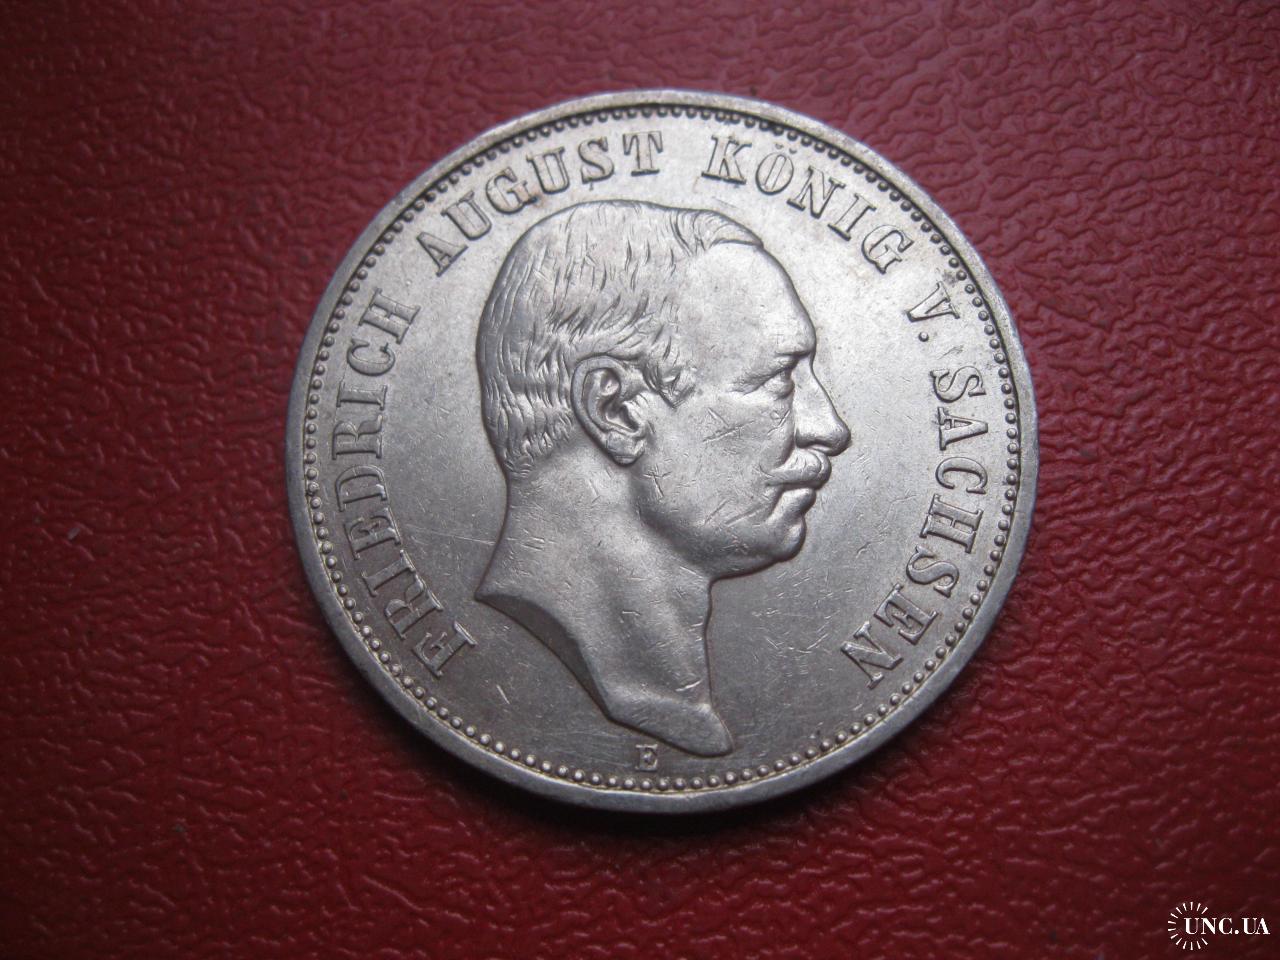 FRIEDRICH AUGUST KÖNIG V. SACHSEN
E
UNC.UA